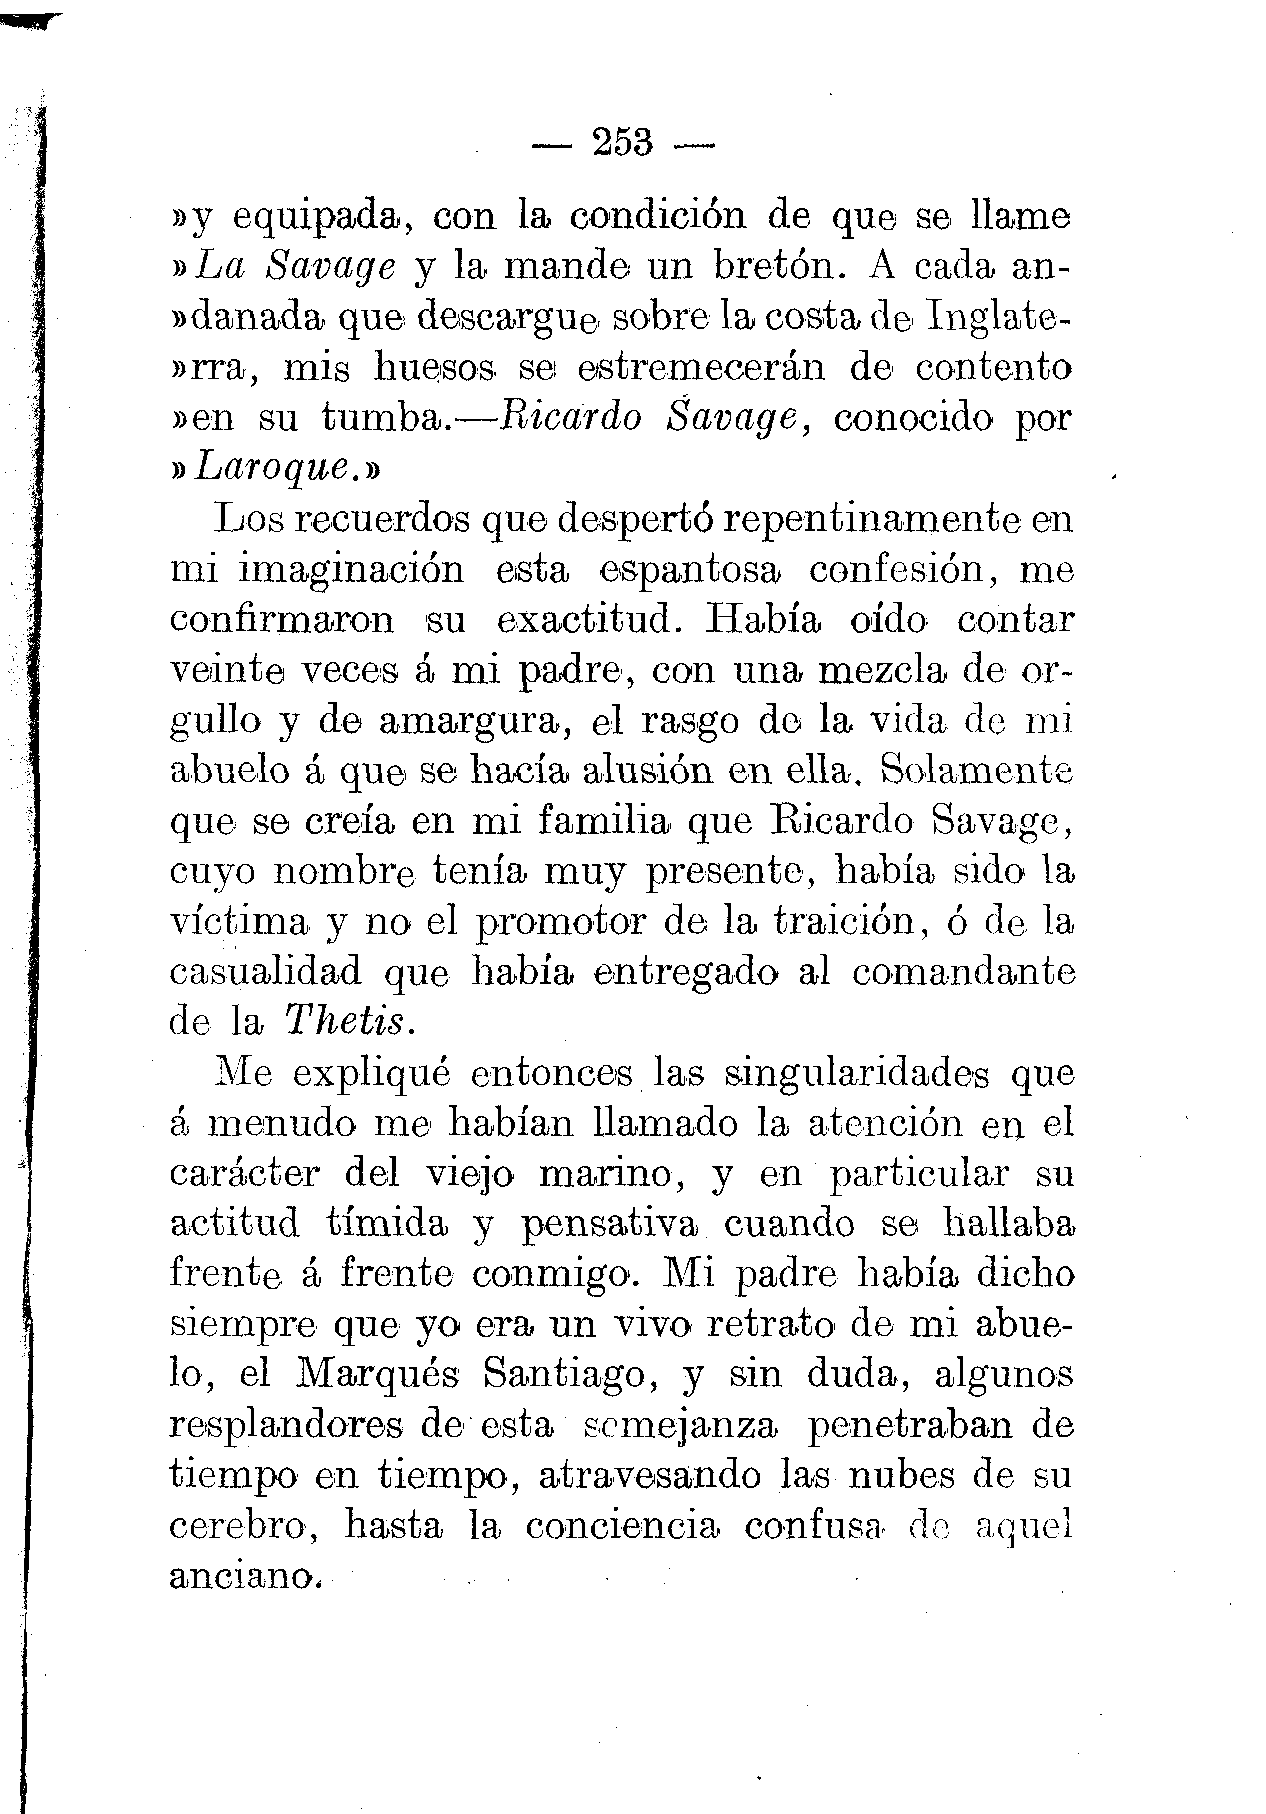 — 253 —
»y equipada, con la condición de que se llame
»La Savage y la mande un bretón. A cada an-
»danada que descargue sobre la costa de Inglate-
»rra, mis huesos se estremecerán de contento
»en su tumba.—Ricardo Savage, conocido por
»Laroque.»
Los recuerdos que despertó repentinamente en
mi imaginación esta espantosa confesión, me
confirmaron su exactitud. Había oído contar
veinte veces á mi padre, con una mezcla de or-
gullo y de amargura, el rasgo de la vida de mi
abuelo á que se hacía alusión en ella. Solamente
que se creía en mi familia que Ricardo Savage,
cuyo nombre tenía muy presente, había sido la
víctima y no el promotor de la traición, ó de la
casualidad que había entregado al comandante
de la Thetis.
Me expliqué entonces las singularidades que
á menudo me habían llamado la atención en el
carácter del viejo marino, y en particular su
actitud tímida y pensativa cuando se hallaba
frente á frente conmigo. Mi padre había dicho
siempre que yo era un vivo retrato de mi abue-
lo, el Marqués Santiago, y sin duda, algunos
resplandores de esta semejanza penetraban de
tiempo en tiempo, atravesando las nubes de su
cerebro, hasta la conciencia confusa de aquel
anciano.